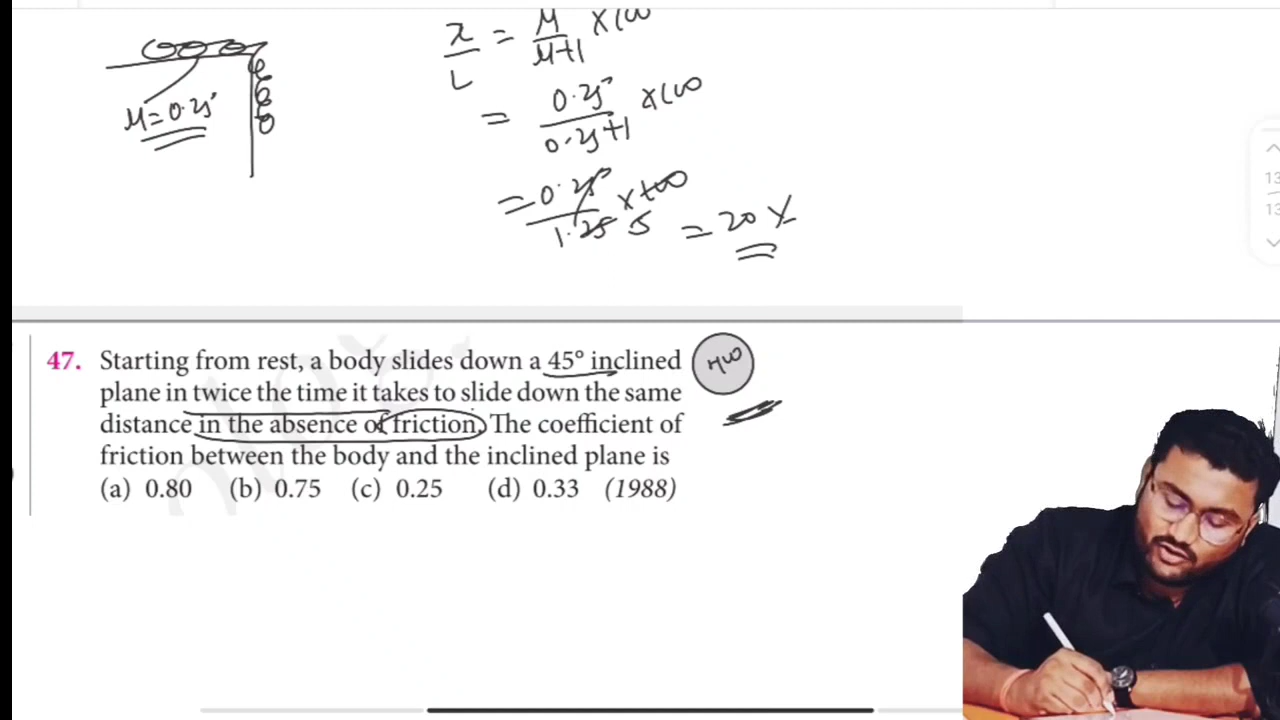 x/L = μ/μ+1 ×100
μ=0.25
= 0.25/0.25+1 ×100
= 0.25/1.25 ×100 5 = 20%
13
13
47. Starting from rest, a body slides down a 45° inclined
plane in twice the time it takes to slide down the same
distance in the absence of friction. The coefficient of
friction between the body and the inclined plane is
(a) 0.80 (b) 0.75 (c) 0.25 (d) 0.33 (1988)